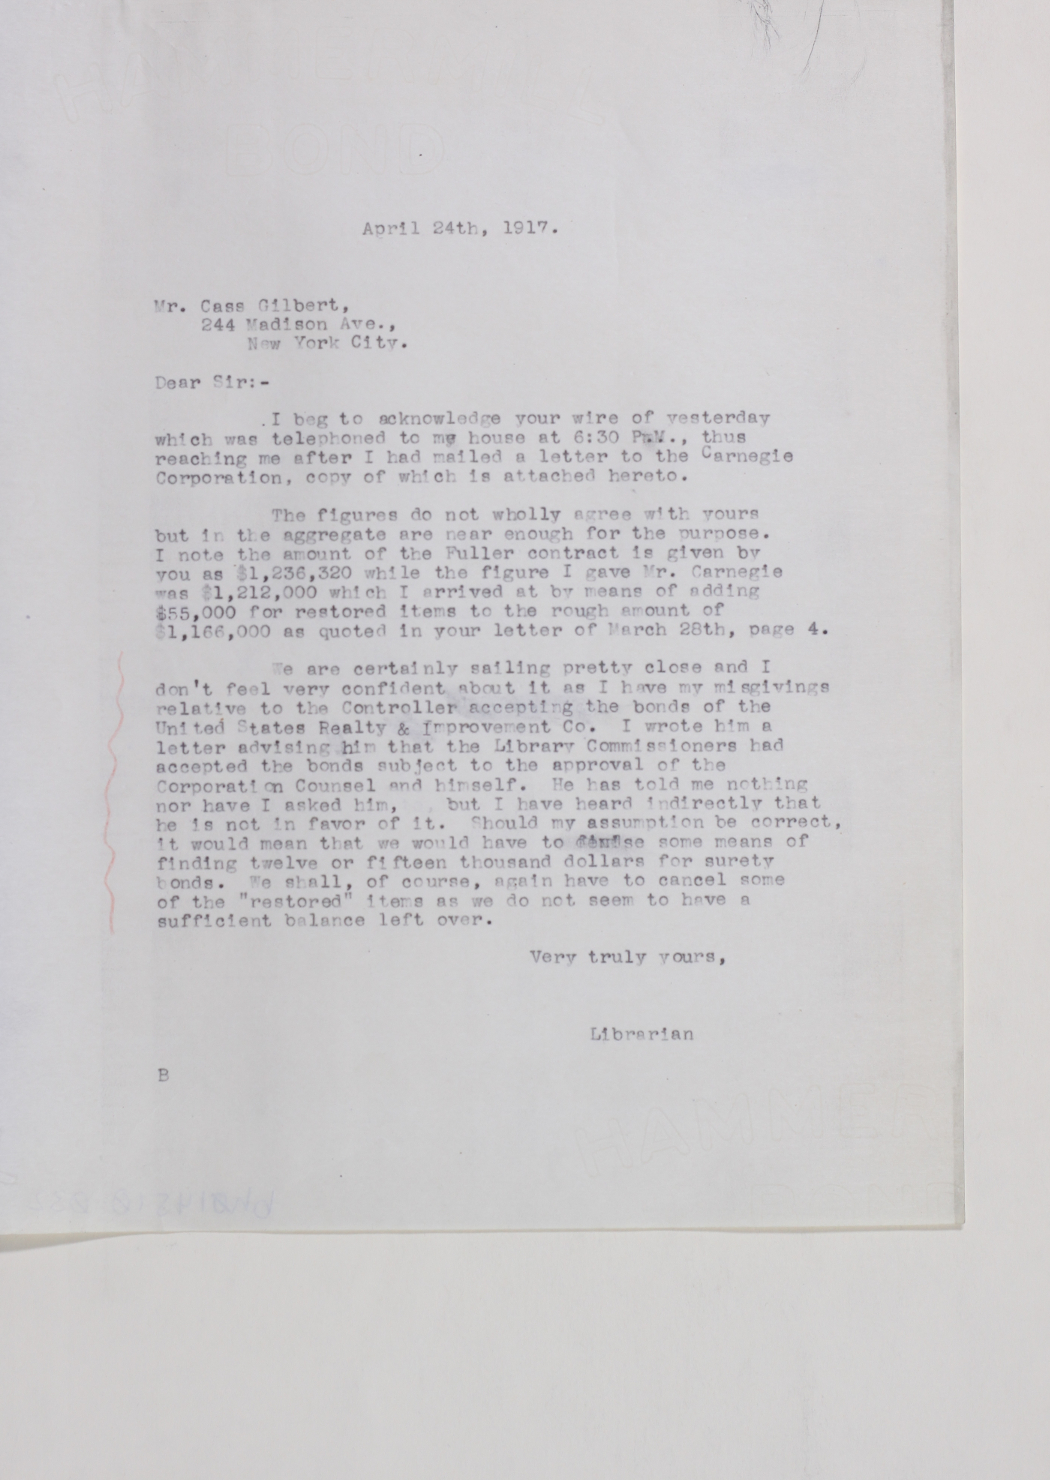 April 24th, 1917.
Mr. Cass Gilbert,
244 Madison Ave.,
New York City.
Dear Sir:-
.I beg to acknowledge your wire of yesterday
which was telephoned to my house at 6:30 P.M., thus
reaching me after I had mailed a letter to the Carnegie
Corporation, copy of which is attached hereto.
The figures do not wholly agree with yours
but in the aggregate are near enough for the purpose.
I note the amount of the Fuller contract is given by
you as $1,236,320 while the figure I gave Mr. Carnegie
was $1,212,000 which I arrived at by means of adding
$55,000 for restored items to the rough amount of
$1,166,000 as quoted in your letter of March 28th, page 4.
We are certainly sailing pretty close and I
don't feel very confident about it as I have my misgivings
relative to the Controller accepting the bonds of the
United States Realty & Improvement Co. I wrote him a
letter advising him that the Library Commissioners had
accepted the bonds subject to the approval of the
Corporation Counsel and himself. He has told me nothing
nor have I asked him, but I have heard indirectly that
he is not in favor of it. Should my assumption be correct,
it would mean that we would have to some means of
finding twelve or fifteen thousand dollars for surety
bonds. We shall, of course, again have to cancel some
of the "restored" items as we do not seem to have a
sufficient balance left over.
Very truly yours,
Librarian
B
HAMMERMILL
BOND
HAMMER